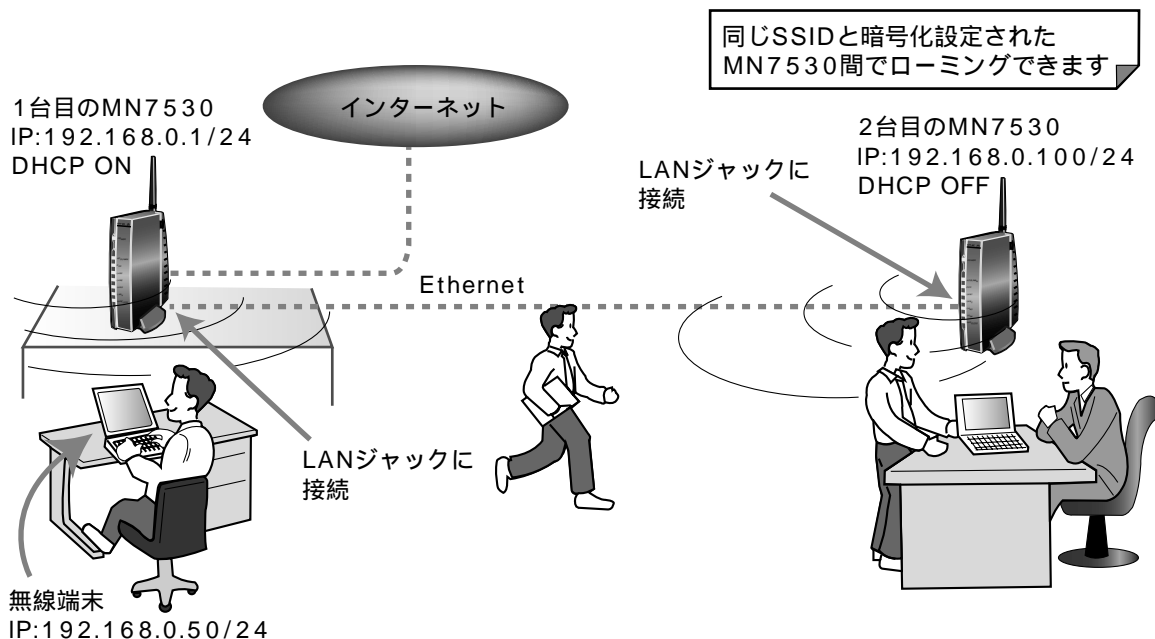 同じSSIDと暗号化設定された
MN7530間でローミングできます
インターネット
1台目のMN7530
IP:192.168.0.1/24
DHCP ON
2台目のMN7530
IP:192.168.0.100/24
DHCP OFF
LANジャックに
接続
Ethernet
LANジャックに
接続
無線端末
IP:192.168.0.50/24